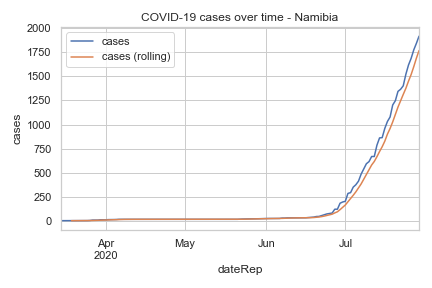 COVID-19 cases over time - Namibia
cases
cases (rolling)
2000
1750
1500
1250
1000
750
500
250
0
cases
Apr
2020
May
Jun
Jul
dateRep